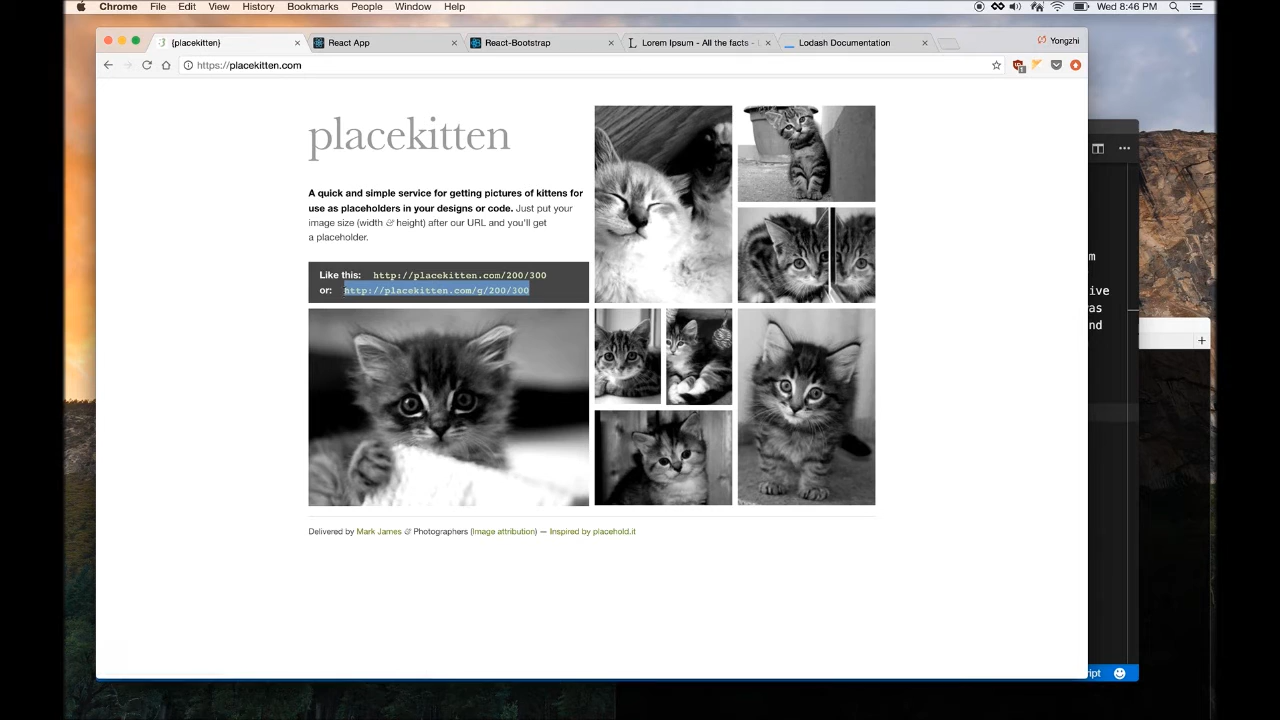 Chrome File Edit View History Bookmarks People Window Help Wed 8:46 PM
{placekitten} React App React-Bootstrap Lorem Ipsum - All the facts - Lodash Documentation Yongzhi
https://placekitten.com
placekitten
A quick and simple service for getting pictures of kittens for
use as placeholders in your designs or code. Just put your
image size (width & height) after our URL and you'll get
a placeholder.
Like this: http://placekitten.com/200/300
or: http://placekitten.com/g/200/300
Delivered by Mark James & Photographers (Image attribution) — Inspired by placehold.it